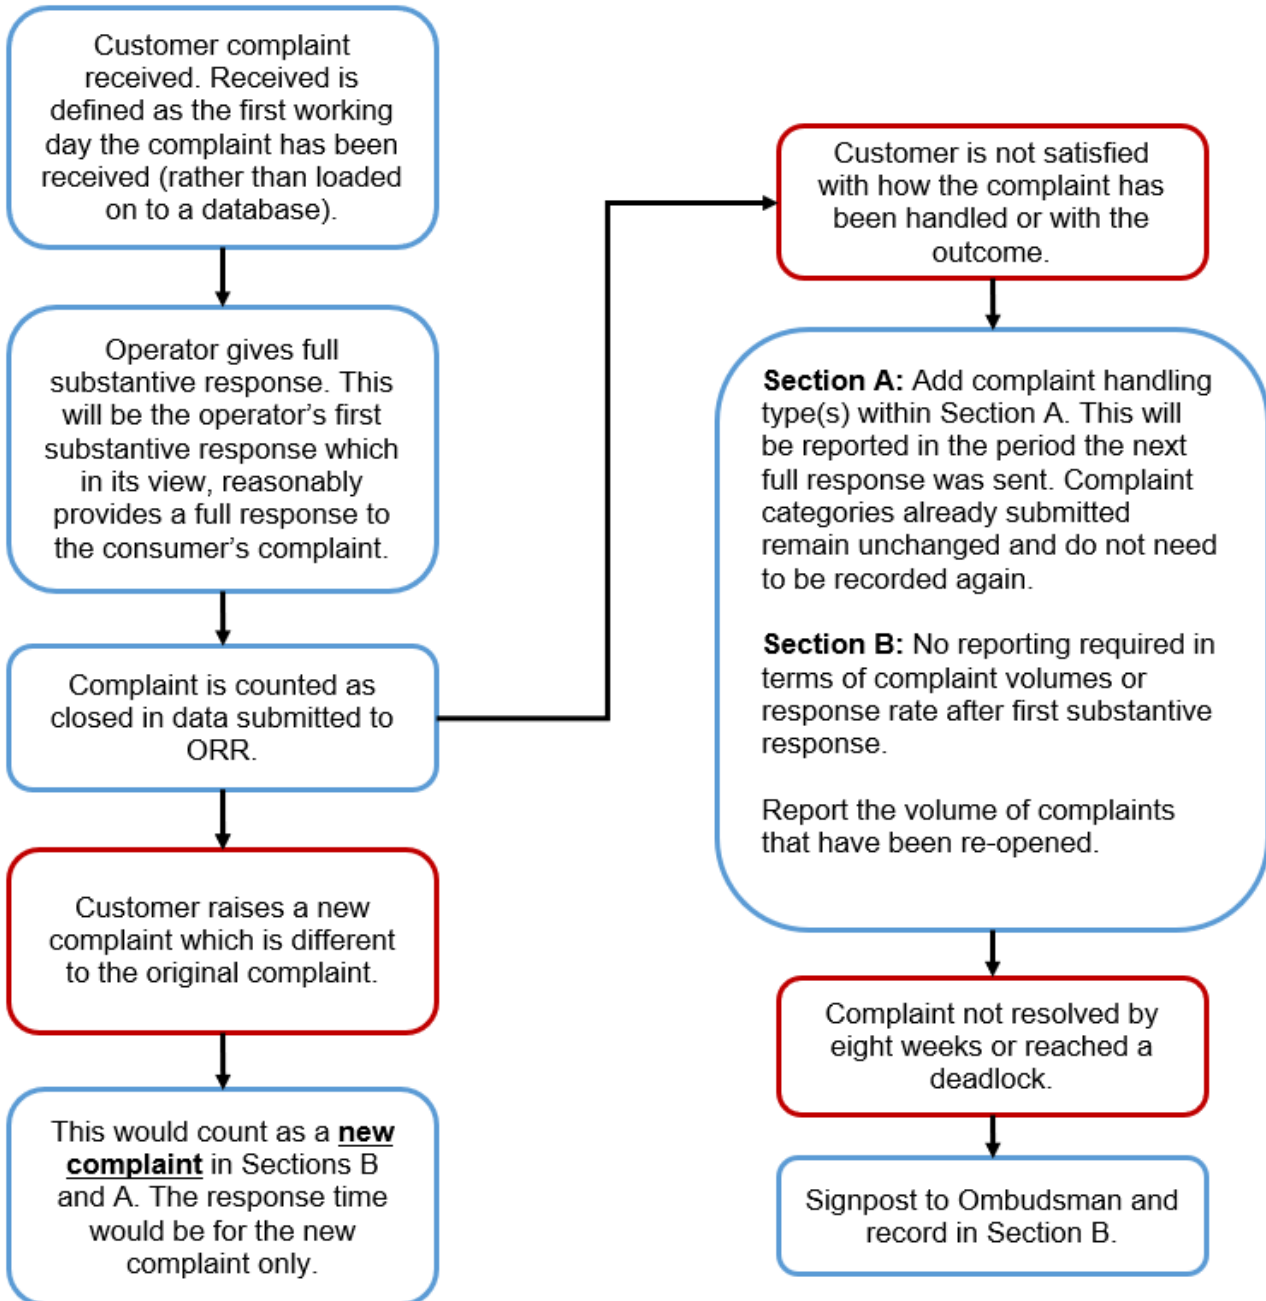 Customer complaint
received. Received is
defined as the first working
day the complaint has been
received (rather than loaded
on to a database).
Operator gives full
substantive response. This
will be the operator’s first
substantive response which
in its view, reasonably
provides a full response to
the consumer’s complaint.
Complaint is counted as
closed in data submitted to
ORR.
Customer raises a new
complaint which is different
to the original complaint.
This would count as a new
complaint in Sections B
and A. The response time
would be for the new
complaint only.
Customer is not satisfied
with how the complaint has
been handled or with the
outcome.
Section A: Add complaint handling
type(s) within Section A. This will
be reported in the period the next
full response was sent. Complaint
categories already submitted
remain unchanged and do not need
to be recorded again.
Section B: No reporting required in
terms of complaint volumes or
response rate after first substantive
response.
Report the volume of complaints
that have been re-opened.
Complaint not resolved by
eight weeks or reached a
deadlock.
Signpost to Ombudsman and
record in Section B.